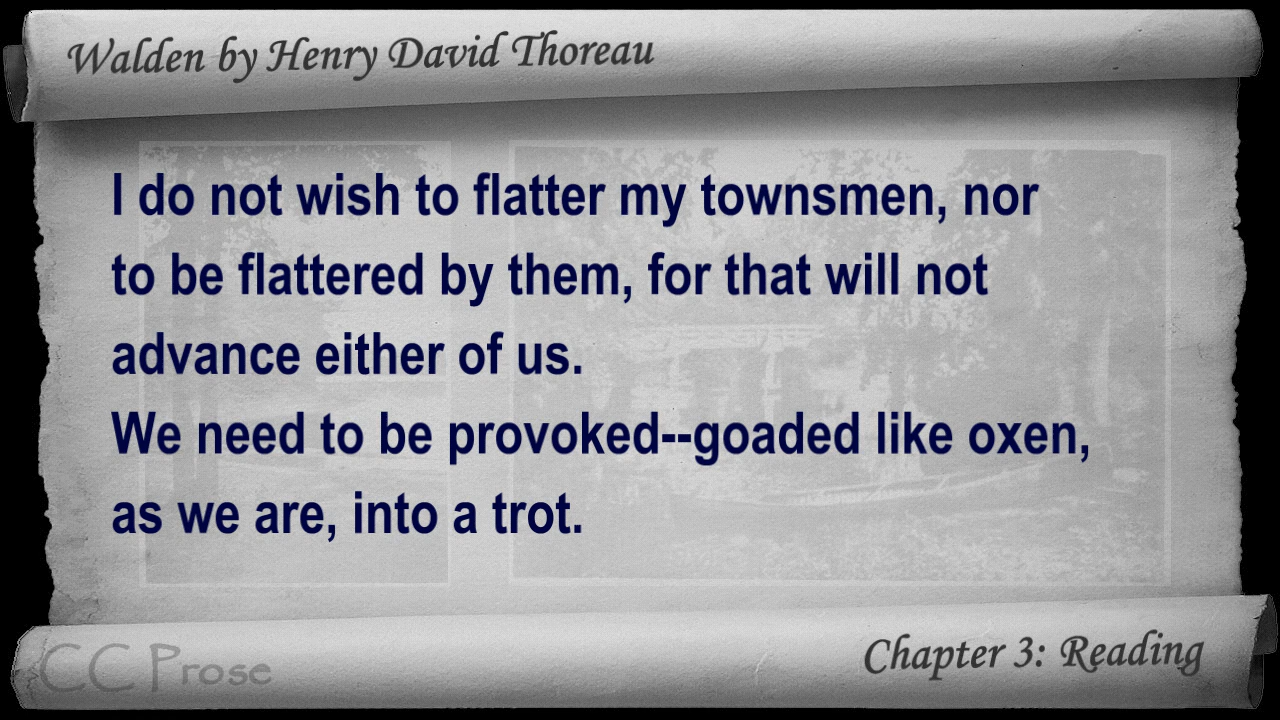 Walden by Henry David Thoreau
I do not wish to flatter my townsmen, nor
to be flattered by them, for that will not
advance either of us.
We need to be provoked--goaded like oxen,
as we are, into a trot.
CC Prose
Chapter 3: Reading